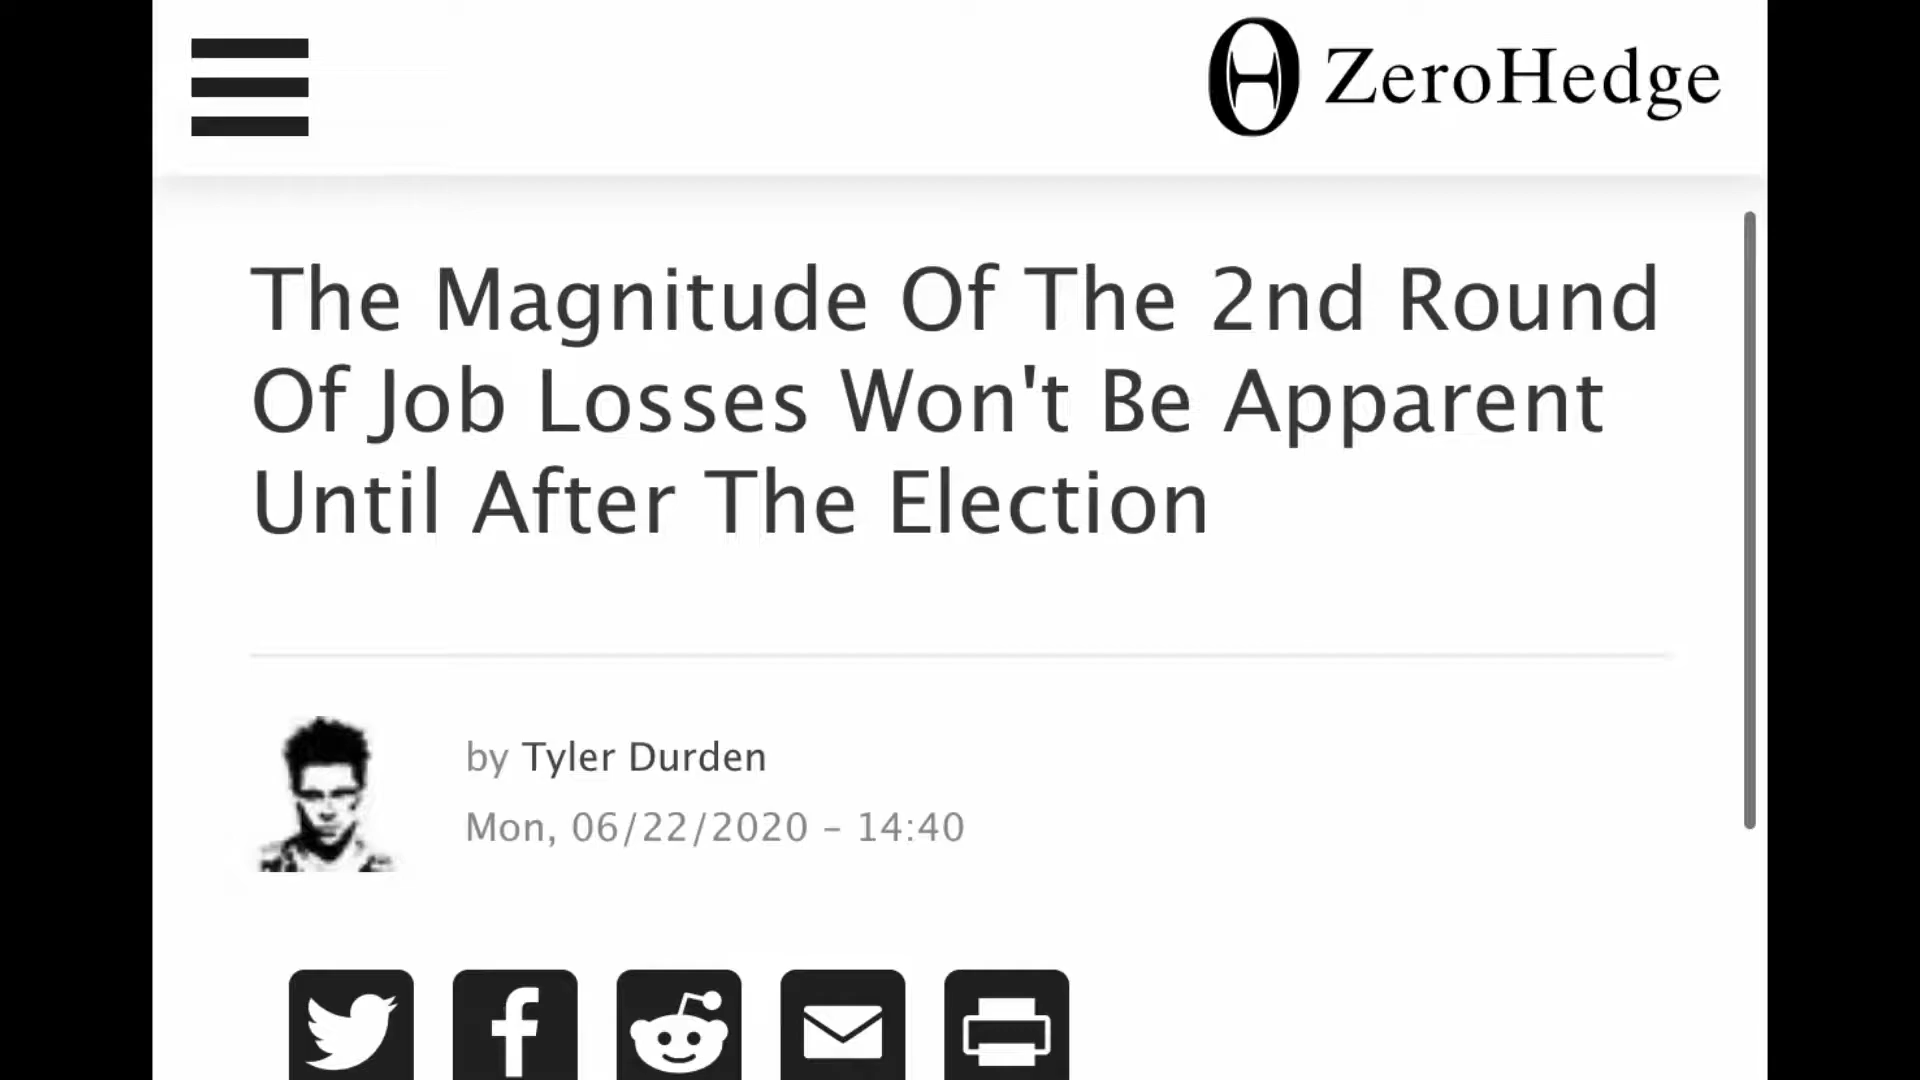 ZeroHedge
The Magnitude Of The 2nd Round
Of Job Losses Won't Be Apparent
Until After The Election
by Tyler Durden
Mon, 06/22/2020 - 14:40